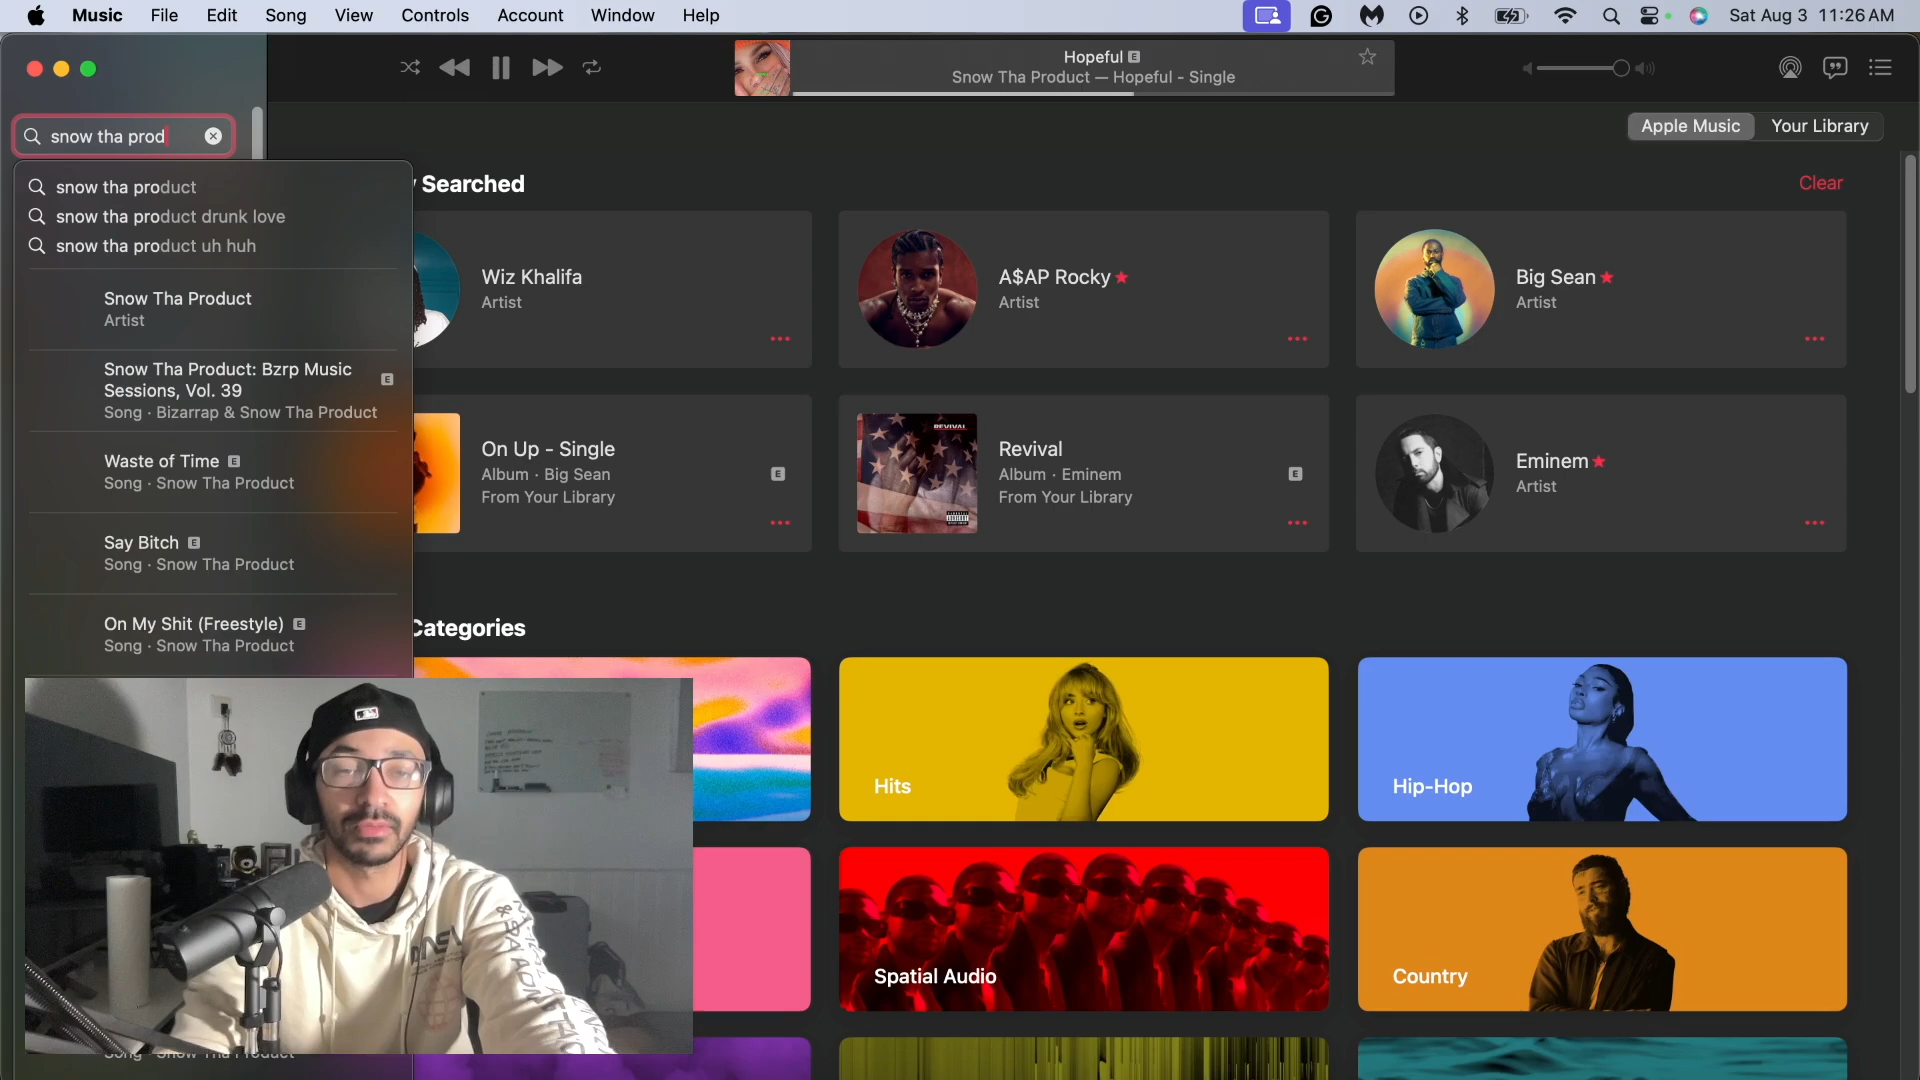 Music File Edit Song View Controls Account Window Help
Sat Aug 3 11:26 AM
Hopeful E
Snow Tha Product — Hopeful - Single
snow tha prod
Apple Music Your Library
snow tha product
snow tha product drunk love
snow tha product uh huh
Snow Tha Product
Artist
Snow Tha Product: Bzrp Music
Sessions, Vol. 39 E
Song · Bizarrap & Snow Tha Product
Waste of Time E
Song · Snow Tha Product
Say Bitch E
Song · Snow Tha Product
On My Shit (Freestyle) E
Song · Snow Tha Product
Song · Snow Tha Product
Searched
Clear
Wiz Khalifa
Artist
A$AP Rocky
Artist
Big Sean
Artist
On Up - Single
Album · Big Sean E
From Your Library
REVIVAL
Revival
Album · Eminem E
From Your Library
Eminem
Artist
Categories
Hits
Hip-Hop
Spatial Audio
Country